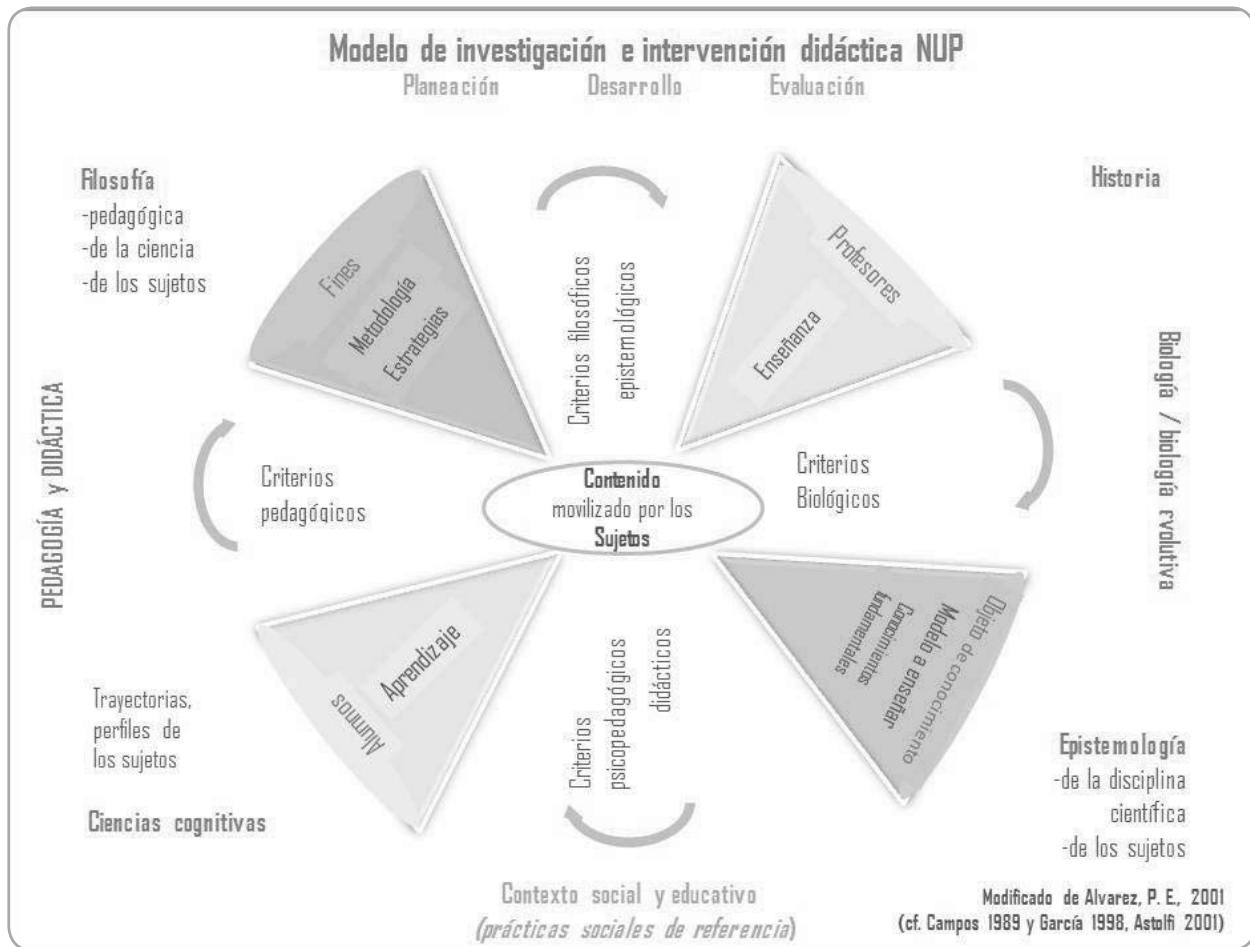 Modelo de investigación e intervención didáctica NUP
Planeación Desarrollo Evaluación
Filosofía
-pedagógica
-de la ciencia
-de los sujetos
Historia
Fines
Metodología
Estrategias
Criterios filosóficos
epistemológicos
Profesores
Enseñanza
PEDAGOGÍA y DIDÁCTICA
Criterios
pedagógicos
Contenido
movilizado por los
Sujetos
Criterios
Biológicos
Biología / biología rvolutiva
Aprendizaje
Alumnos
Criterios
psicopedagógicos
didácticos
Objeto de conocimiento
Modelo a enseñar
Conocimientos
fundamentales
Trayectorias,
perfiles de
los sujetos
Ciencias cognitivas
Epistemología
-de la disciplina
científica
-de los sujetos
Contexto social y educativo
(prácticas sociales de referencia)
Modificado de Alvarez, P. E., 2001
(cf. Campos 1989 y García 1998, Astolfi 2001)